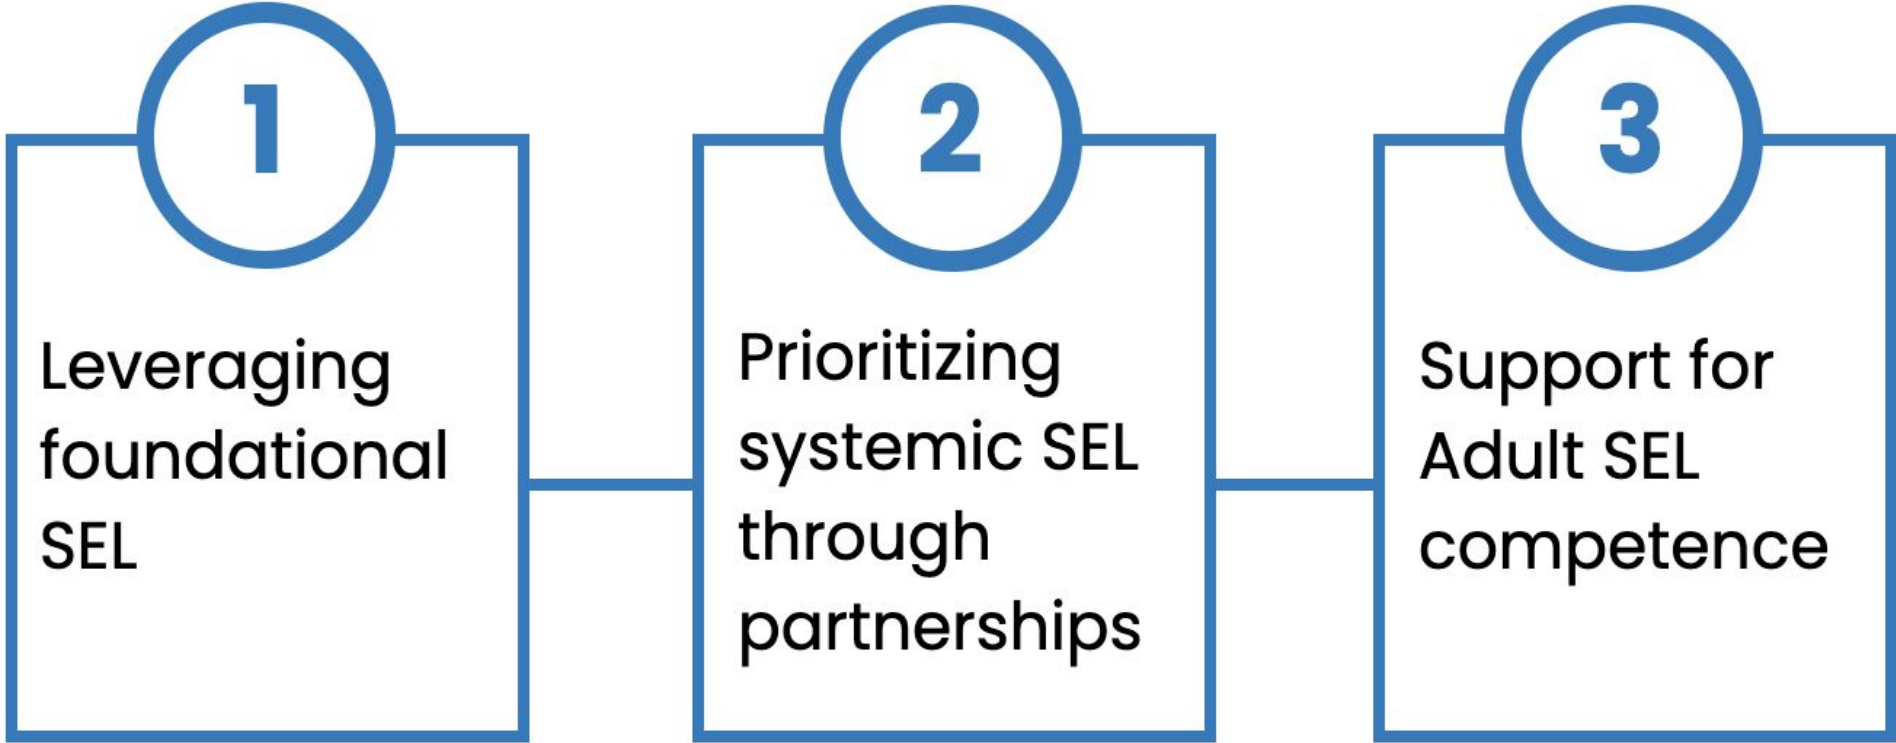 1
Leveraging
foundational
SEL
2
Prioritizing
systemic SEL
through
partnerships
3
Support for
Adult SEL
competence